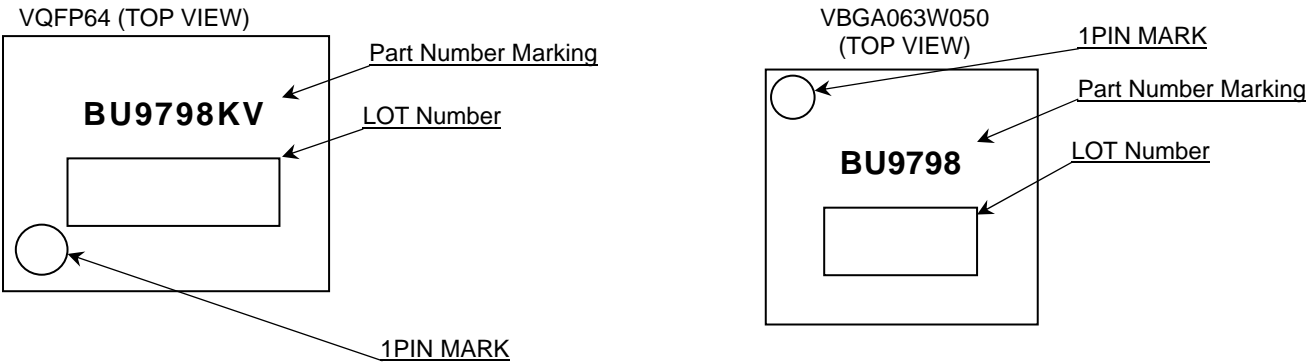 VQFP64 (TOP VIEW)
Part Number Marking
BU9798KV
LOT Number
1PIN MARK
VBGA063W050
(TOP VIEW)
1PIN MARK
Part Number Marking
BU9798
LOT Number